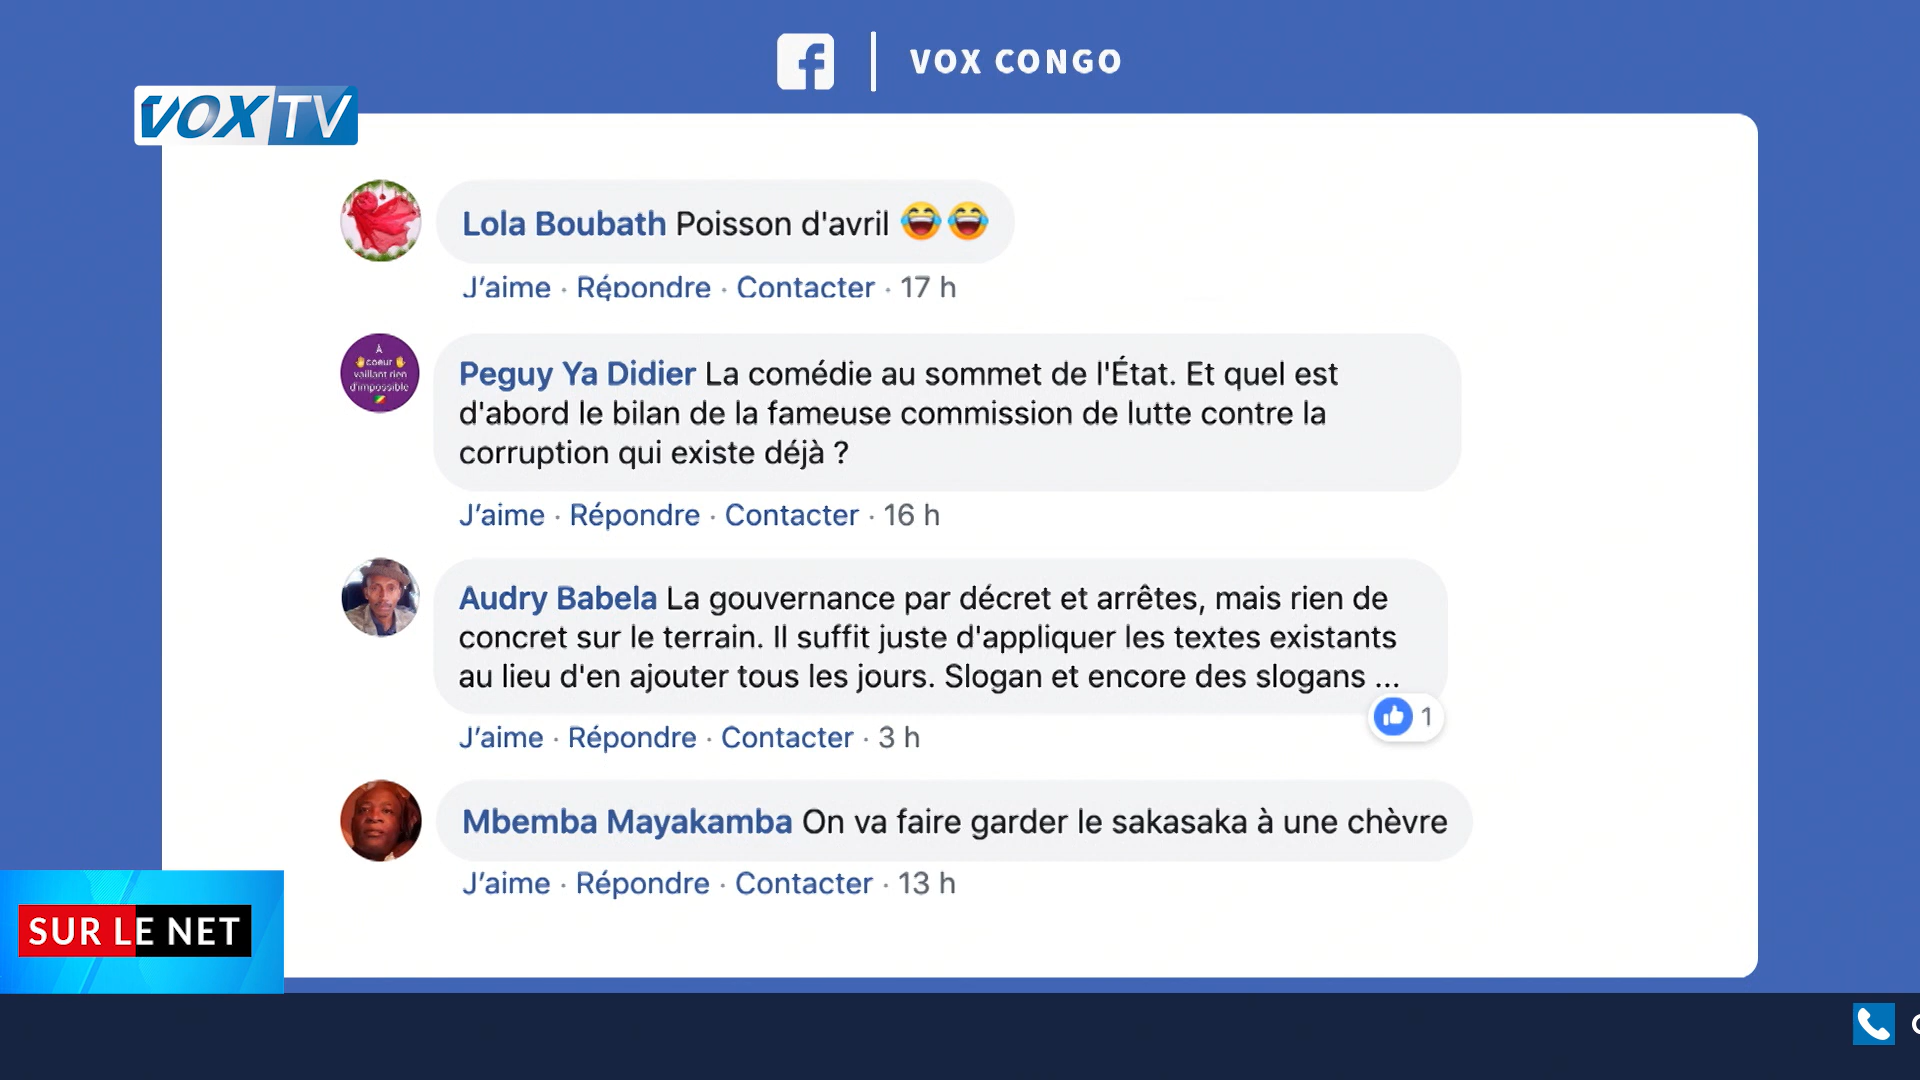 VOX CONGO
VOX TV
Lola Boubath Poisson d'avril 😂😂
J'aime · Répondre · Contacter · 17 h
À
🤚coeur🤚
vaillant rien
d'impossible
Peguy Ya Didier La comédie au sommet de l'État. Et quel est
d'abord le bilan de la fameuse commission de lutte contre la
corruption qui existe déjà ?
J'aime · Répondre · Contacter · 16 h
Audry Babela La gouvernance par décret et arrêtes, mais rien de
concret sur le terrain. Il suffit juste d'appliquer les textes existants
au lieu d'en ajouter tous les jours. Slogan et encore des slogans ...
1
J'aime · Répondre · Contacter · 3 h
Mbemba Mayakamba On va faire garder le sakasaka à une chèvre
J'aime · Répondre · Contacter · 13 h
SUR LE NET